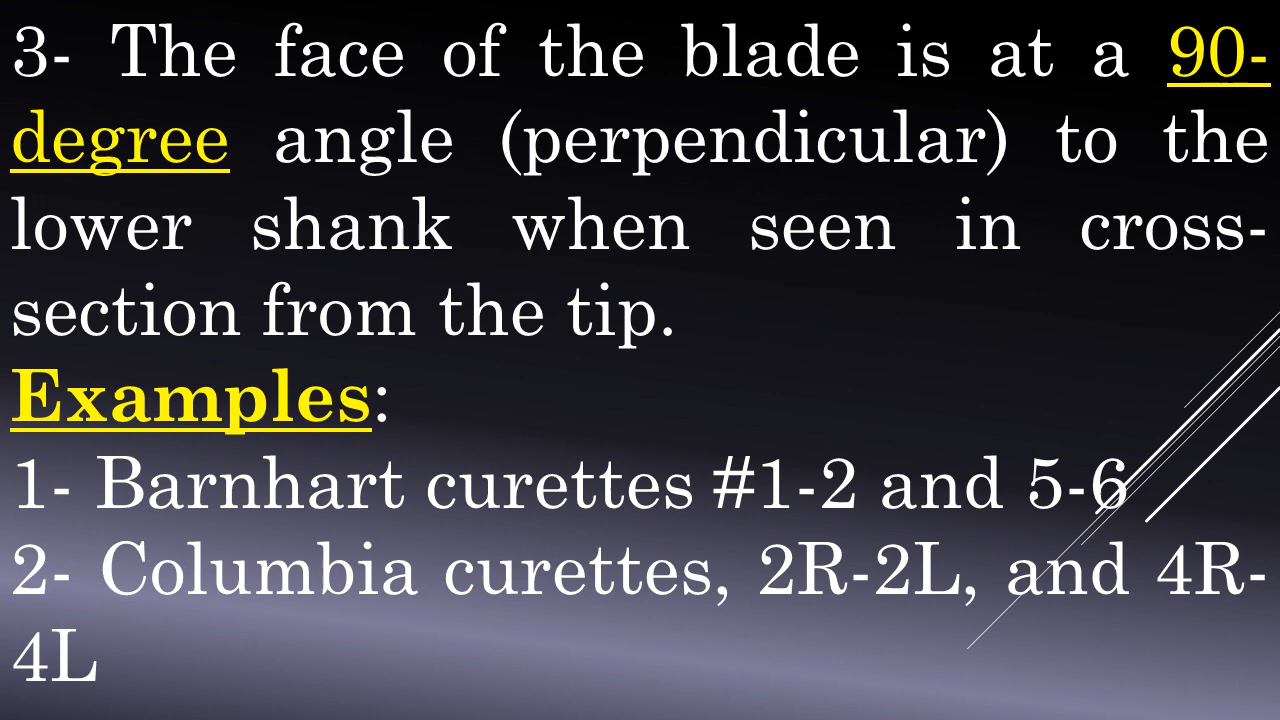 3- The face of the blade is at a 90-
degree angle (perpendicular) to the
lower shank when seen in cross-
section from the tip.
Examples:
1- Barnhart curettes #1-2 and 5-6
2- Columbia curettes, 2R-2L, and 4R-
4L